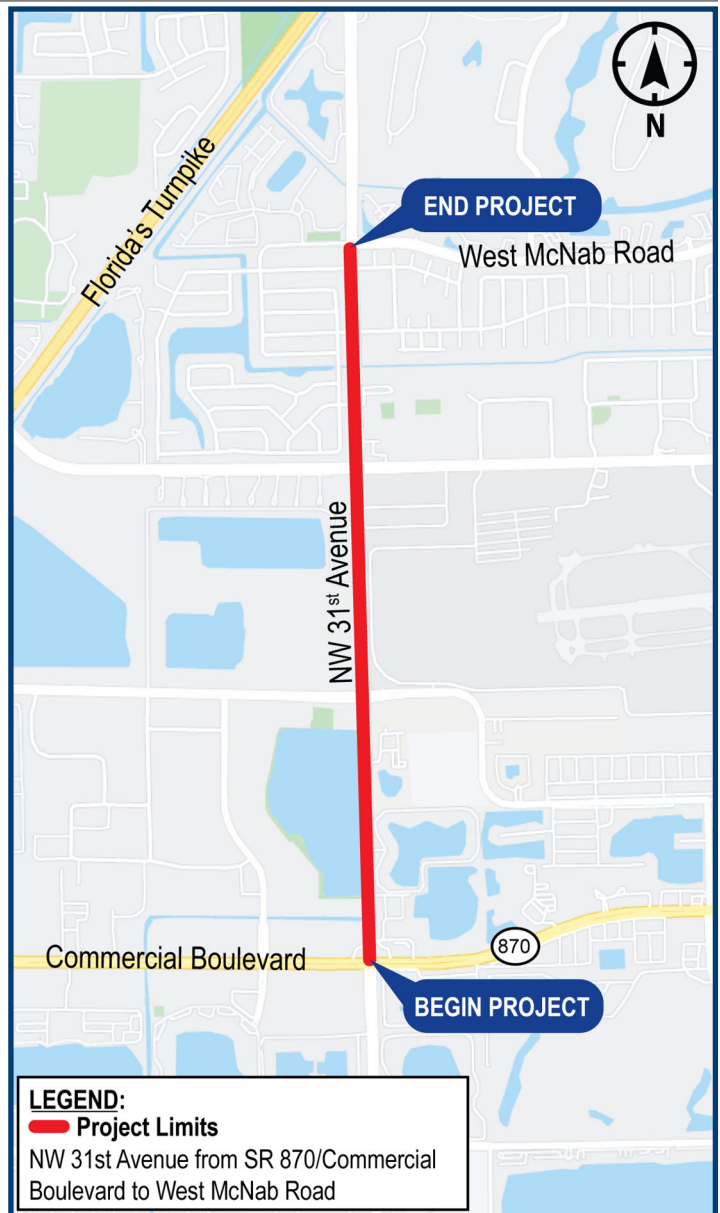 N
Florida's Turnpike
END PROJECT
West McNab Road
NW 31st Avenue
Commercial Boulevard
870
BEGIN PROJECT
LEGEND:
Project Limits
NW 31st Avenue from SR 870/Commercial
Boulevard to West McNab Road